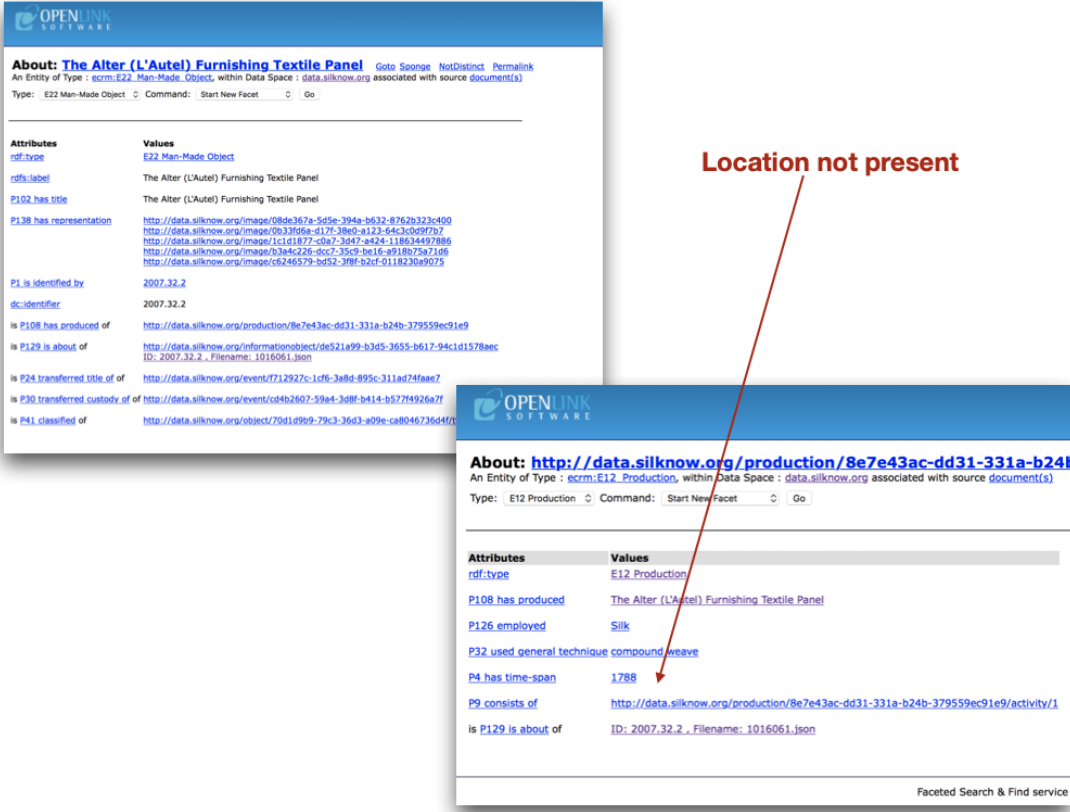 OPENLINK
SOFTWARE
About: The Alter (L'Autel) Furnishing Textile Panel Goto Sponge NotDistinct Permalink
An Entity of Type : ecrm:E22_Man-Made_Object, within Data Space : data.silknow.org associated with source document(s)
Type: E22 Man-Made Object Command: Start New Facet Go
Attributes Values
rdf:type E22 Man-Made Object
rdfs:label The Alter (L'Autel) Furnishing Textile Panel
P102 has title The Alter (L'Autel) Furnishing Textile Panel
P138 has representation http://data.silknow.org/image/08de367a-5d5e-394a-b632-8762b323c400
http://data.silknow.org/image/0b33fd6a-d17f-38e0-a123-64c3c0d9f7b7
http://data.silknow.org/image/1c1d1877-c0a7-3d47-a424-118634497886
http://data.silknow.org/image/b3a4c226-dcc7-35c9-be16-a918b75a71d6
http://data.silknow.org/image/c6246579-bd52-3f8f-b2cf-0118230a9075
P1 is identified by 2007.32.2
dc:identifier 2007.32.2
is P108 has produced of http://data.silknow.org/production/8e7e43ac-dd31-331a-b24b-379559ec91e9
is P129 is about of http://data.silknow.org/informationobject/de521a99-b3d5-3655-b617-94c1d1578aec
ID: 2007.32.2 , Filename: 1016061.json
is P24 transferred title of of http://data.silknow.org/event/f712927c-1cf6-3a8d-895c-311ad74faae7
is P30 transferred custody of of http://data.silknow.org/event/cd4b2607-59a4-3d8f-b414-b577f4926a7f
is P41 classified of http://data.silknow.org/object/70d1d9b9-79c3-36d3-a09e-ca8046736d4f/t
Location not present
OPENLINK
SOFTWARE
About: http://data.silknow.org/production/8e7e43ac-dd31-331a-b24b
An Entity of Type : ecrm:E12_Production, within Data Space : data.silknow.org associated with source document(s)
Type: E12 Production Command: Start New Facet Go
Attributes Values
rdf:type E12 Production
P108 has produced The Alter (L'Autel) Furnishing Textile Panel
P126 employed Silk
P32 used general technique compound weave
P4 has time-span 1788
P9 consists of http://data.silknow.org/production/8e7e43ac-dd31-331a-b24b-379559ec91e9/activity/1
is P129 is about of ID: 2007.32.2 , Filename: 1016061.json
Faceted Search & Find service